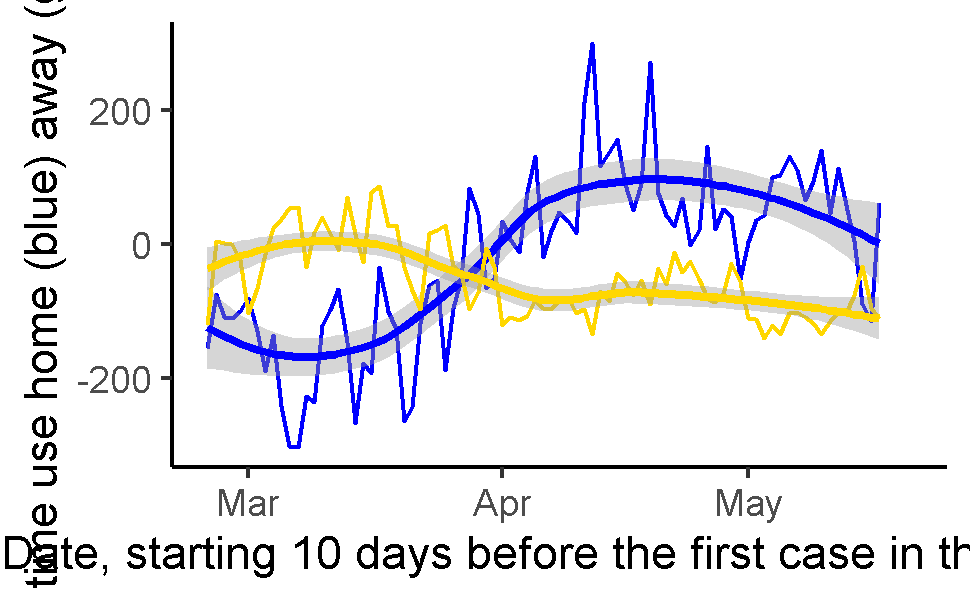 time use home (blue) away (
200
0
-200
Mar Apr May
Date, starting 10 days before the first case in th